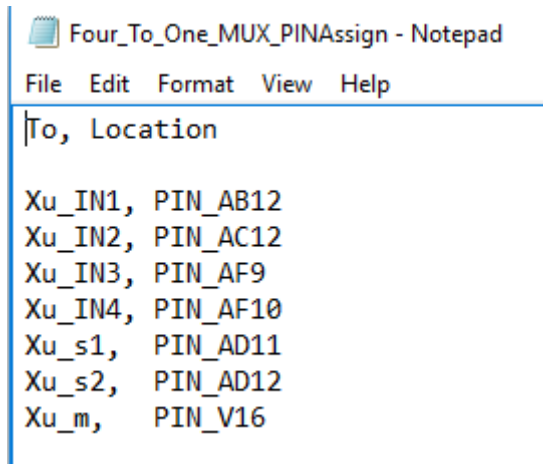 Four_To_One_MUX_PINAssign - Notepad
File Edit Format View Help
To, Location
Xu_IN1, PIN_AB12
Xu_IN2, PIN_AC12
Xu_IN3, PIN_AF9
Xu_IN4, PIN_AF10
Xu_s1, PIN_AD11
Xu_s2, PIN_AD12
Xu_m, PIN_V16